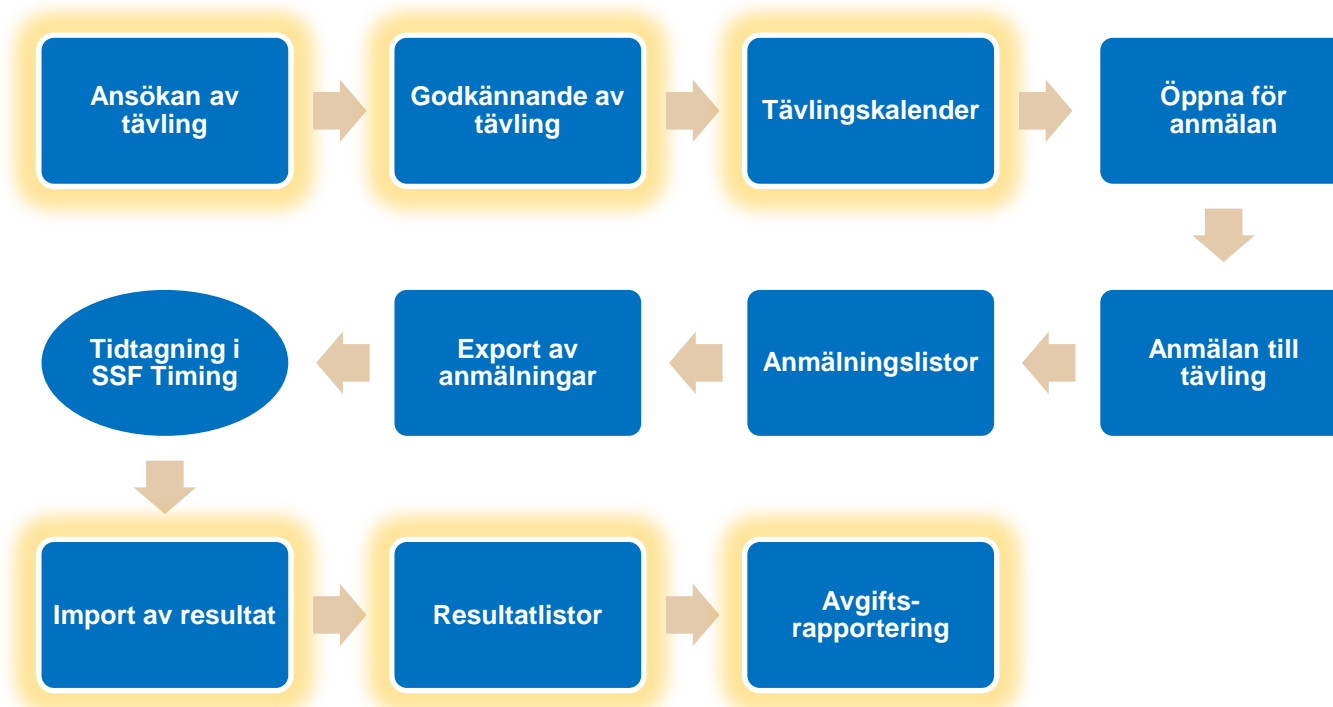 Ansökan av
tävling
Godkännande av
tävling
Tävlingskalender
Öppna för
anmälan
Anmälan till
tävling
Anmälningslistor
Export av
anmälningar
Tidtagning i
SSF Timing
Import av resultat
Resultatlistor
Avgifts-
rapportering